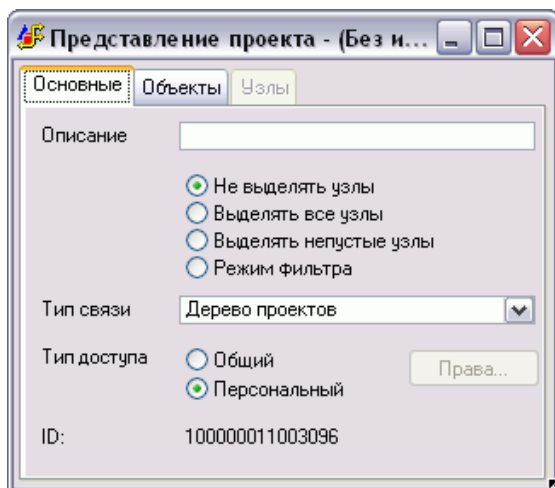 Представление проекта - (Без и...
Основные Объекты Узлы
Описание
Не выделять узлы
Выделять все узлы
Выделять непустые узлы
Режим фильтра
Тип связи Дерево проектов
Тип доступа Общий Права...
Персональный
ID: 100000011003096